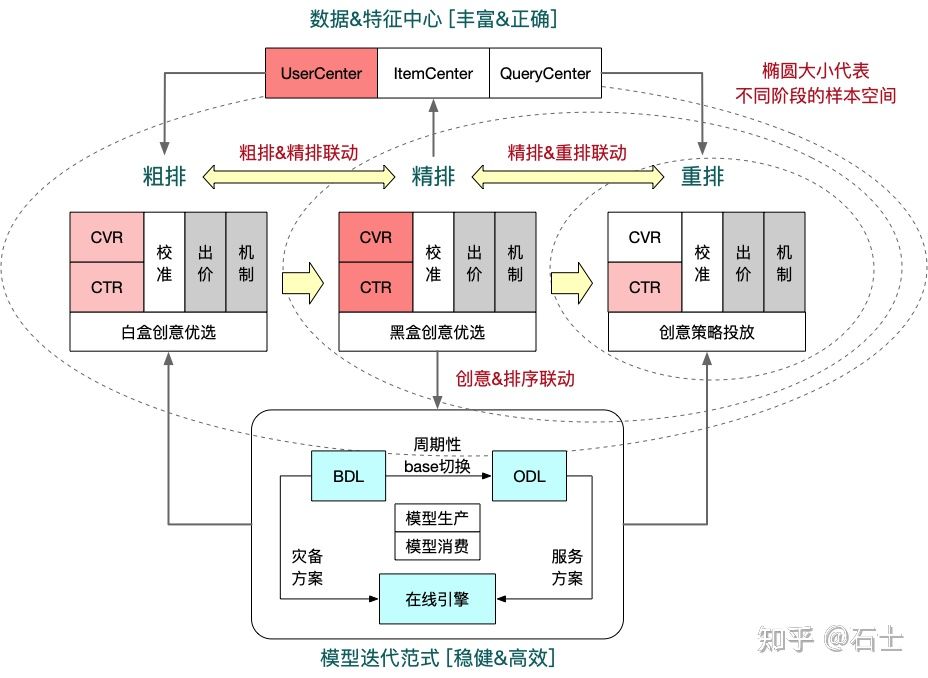 数据&特征中心 [丰富&正确]
UserCenter
ItemCenter
QueryCenter
椭圆大小代表
不同阶段的样本空间
粗排&精排联动
精排&重排联动
粗排
精排
重排
CVR
CTR
校准
出价
机制
白盒创意优选
CVR
CTR
校准
出价
机制
黑盒创意优选
CVR
CTR
校准
出价
机制
创意策略投放
创意&排序联动
周期性
base切换
BDL
ODL
模型生产
模型消费
灾备
方案
服务
方案
在线引擎
模型迭代范式 [稳健&高效]
知乎 @石士